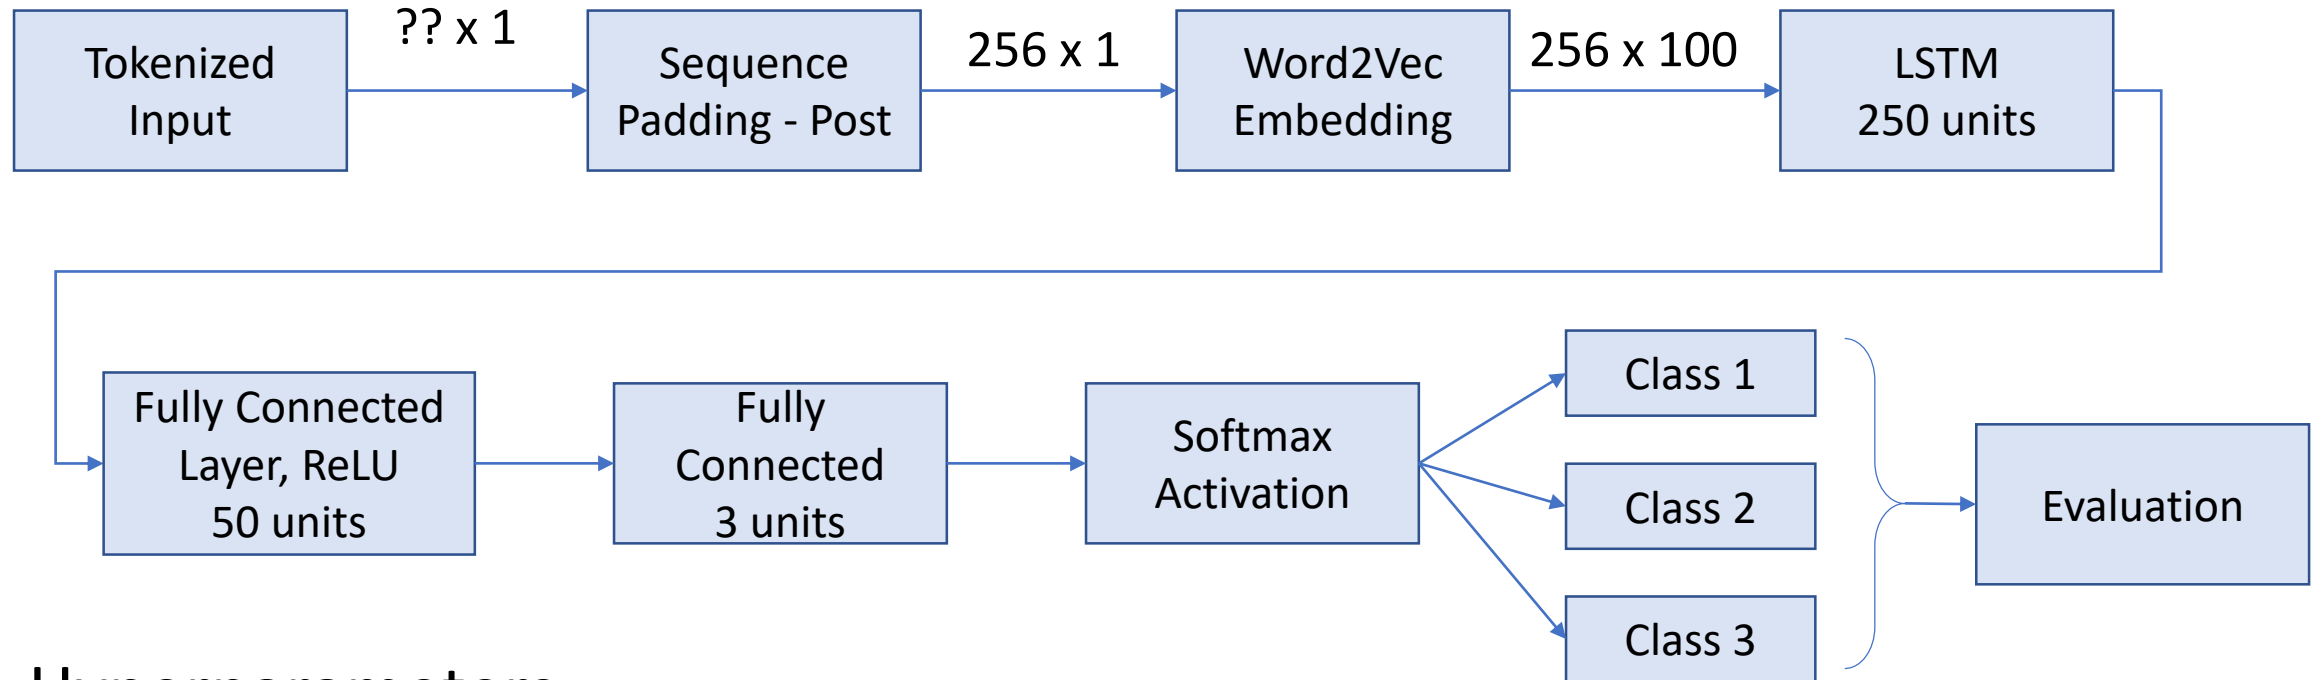 Tokenized
Input
?? x 1
Sequence
Padding - Post
256 x 1
Word2Vec
Embedding
256 x 100
LSTM
250 units
Fully Connected
Layer, ReLU
50 units
Fully
Connected
3 units
Softmax
Activation
Class 1
Class 2
Class 3
Evaluation
Hyperparameters